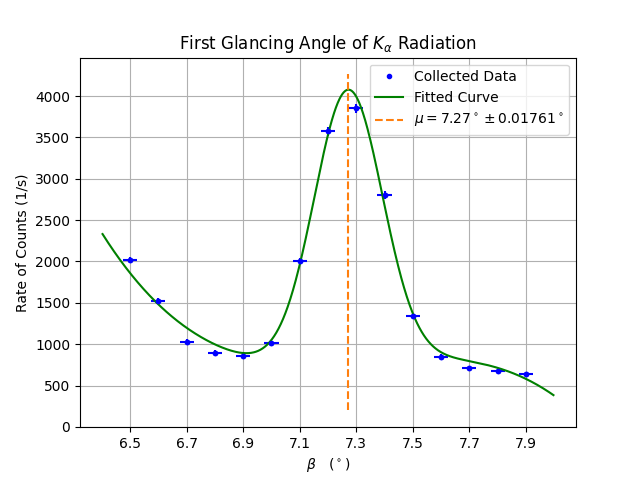 First Glancing Angle of Kα Radiation
Collected Data
Fitted Curve
μ = 7.27° ± 0.01761°
Rate of Counts (1/s)
4000
3500
3000
2500
2000
1500
1000
500
0
6.5 6.7 6.9 7.1 7.3 7.5 7.7 7.9
β (°)